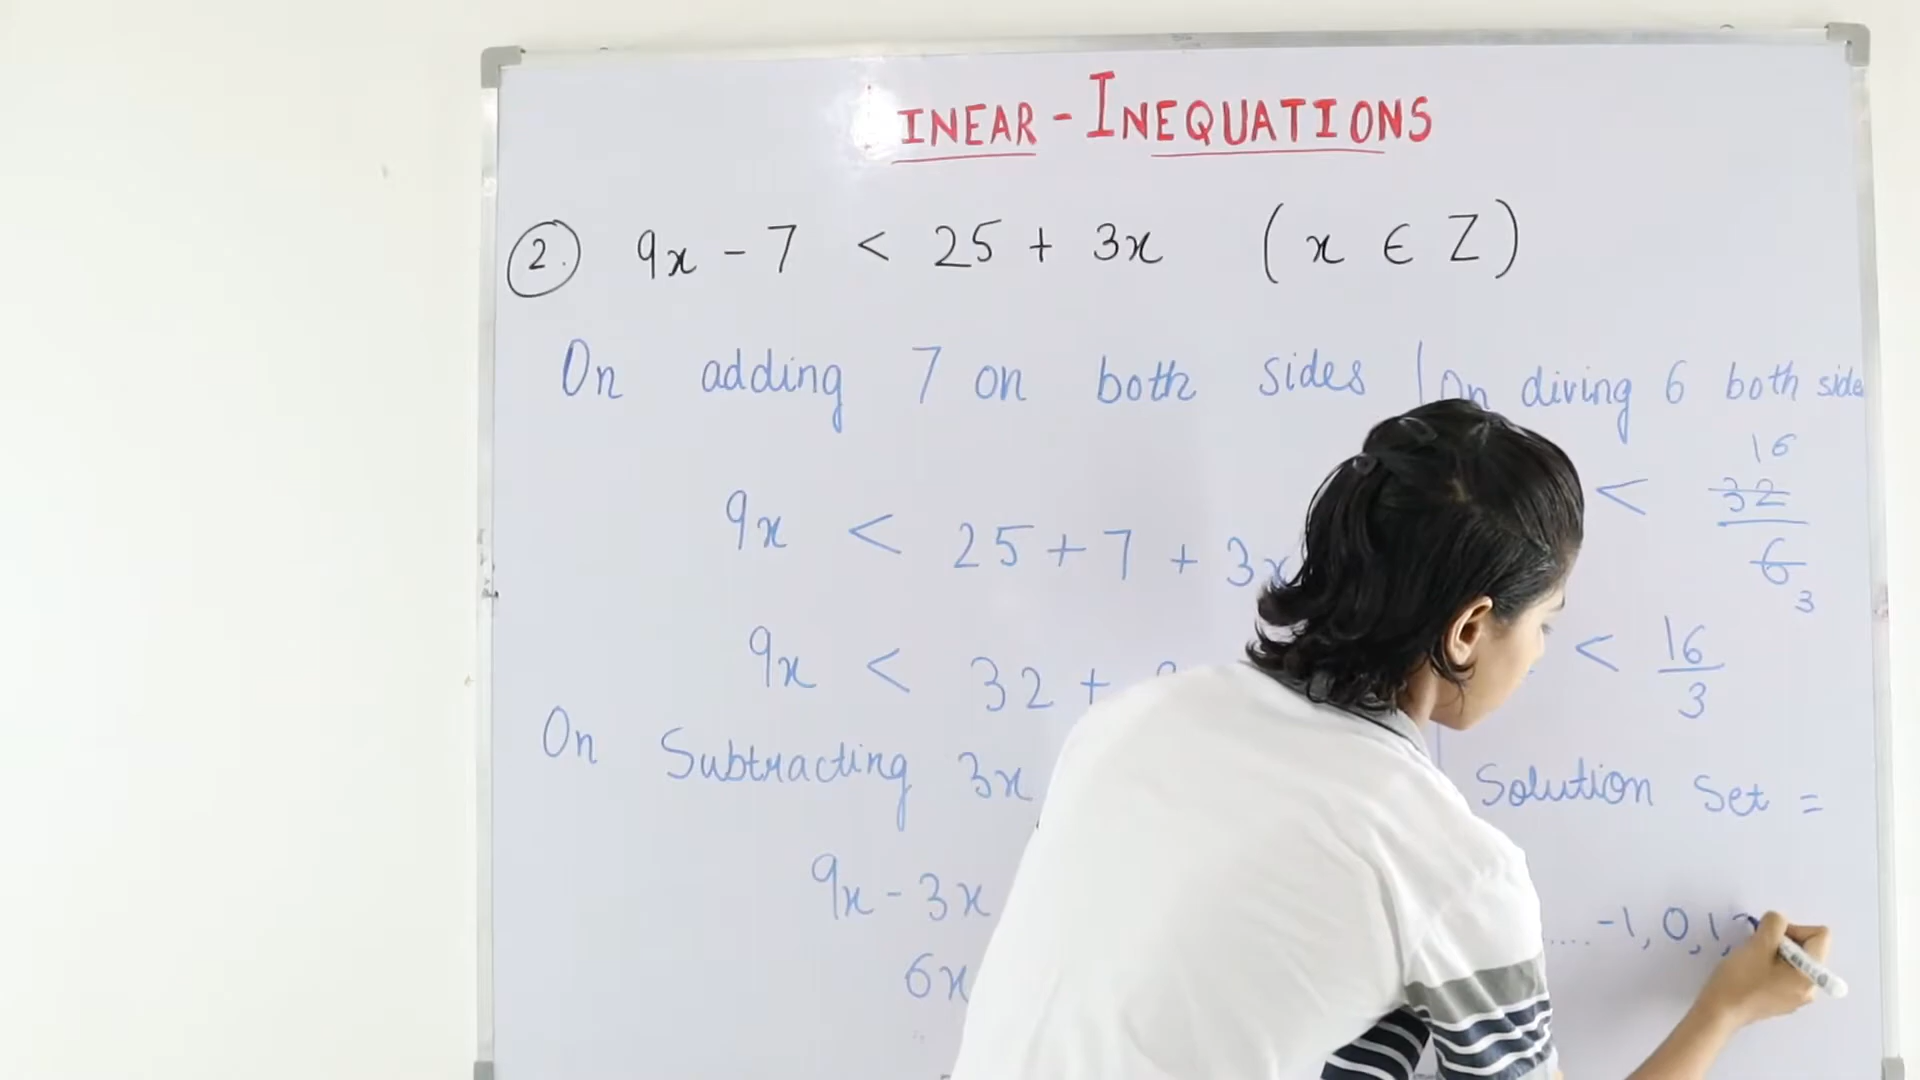 LINEAR - INEQUATIONS
2. 9x - 7 < 25 + 3x (x ∈ Z)
On adding 7 on both sides
9x < 25 + 7 + 3x
9x < 32 +
On Subtracting 3x
9x - 3x
6x
On diving 6 both side
16
< 32
6
3
< 16
3
Solution Set =
.... -1, 0, 1,